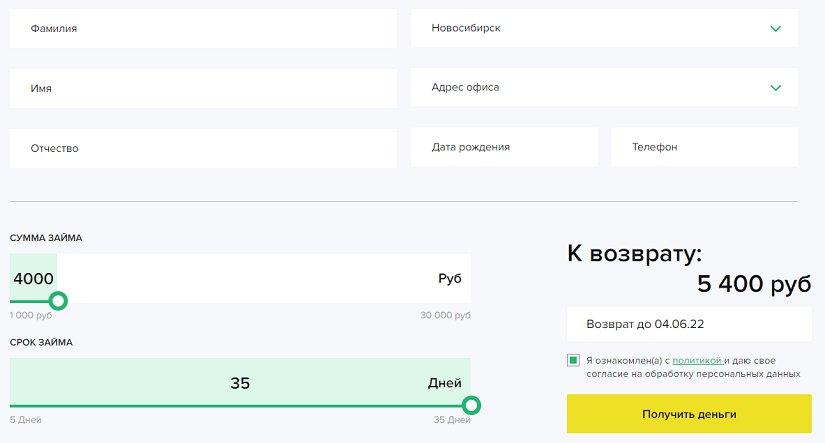 Фамилия
Новосибирск
Имя
Адрес офиса
Отчество
Дата рождения
Телефон
СУММА ЗАЙМА
4000
Руб
1 000 руб
30 000 руб
СРОК ЗАЙМА
35
Дней
5 Дней
35 Дней
К возврату:
5 400 руб
Возврат до 04.06.22
Я ознакомлен(а) с политикой и даю свое
согласие на обработку персональных данных
Получить деньги